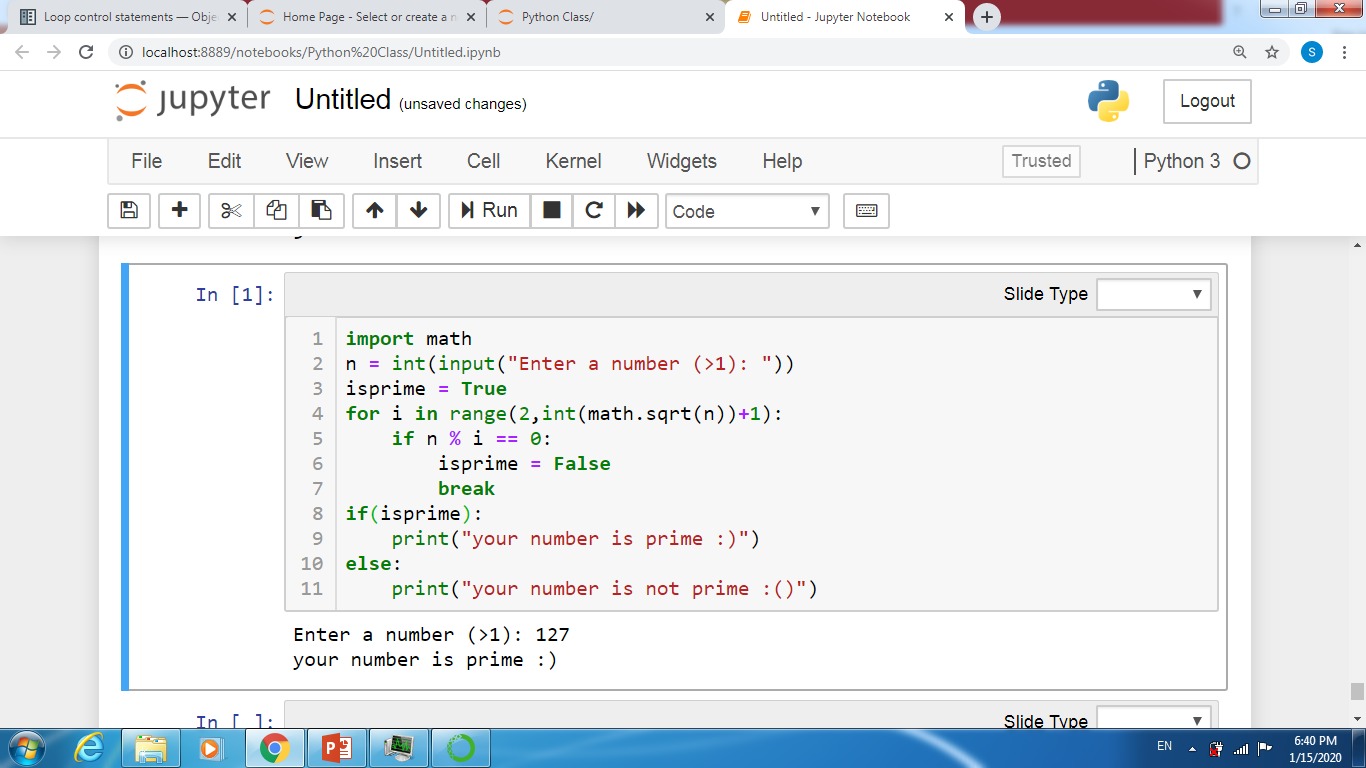 Loop control statements — Obje
Home Page - Select or create a n
Python Class/
Untitled - Jupyter Notebook
localhost:8889/notebooks/Python%20Class/Untitled.ipynb
S
jupyter Untitled (unsaved changes)
Logout
File Edit View Insert Cell Kernel Widgets Help Trusted Python 3
Run Code
In [1]:
Slide Type
1 import math
2 n = int(input("Enter a number (>1): "))
3 isprime = True
4 for i in range(2,int(math.sqrt(n))+1):
5     if n % i == 0:
6         isprime = False
7         break
8 if(isprime):
9     print("your number is prime :)")
10 else:
11     print("your number is not prime :()")
Enter a number (>1): 127
your number is prime :)
In [ ]:
Slide Type
EN
6:40 PM
1/15/2020